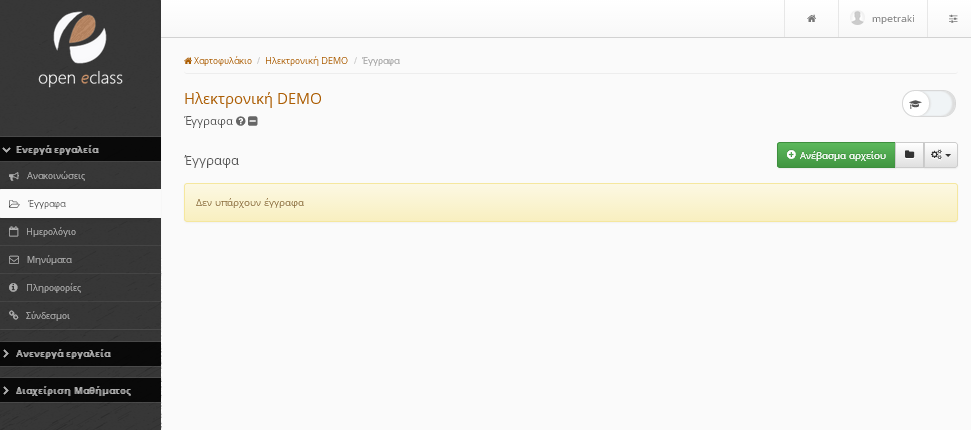 open eclass
mpetraki
Χαρτοφυλάκιο / Ηλεκτρονική DEMO / Έγγραφα
Ηλεκτρονική DEMO
Έγγραφα
Έγγραφα
Ανέβασμα αρχείου
Δεν υπάρχουν έγγραφα
Ενεργά εργαλεία
Ανακοινώσεις
Έγγραφα
Ημερολόγιο
Μηνύματα
Πληροφορίες
Σύνδεσμοι
Ανενεργά εργαλεία
Διαχείριση Μαθήματος